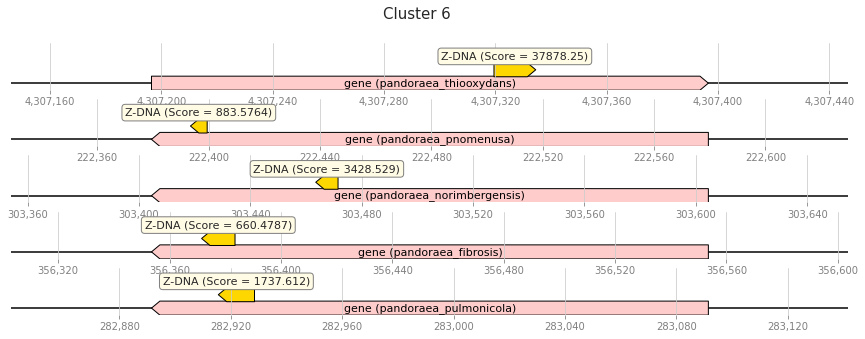 Cluster 6
Z-DNA (Score = 37878.25)
gene (pandoraea_thiooxydans)
4,307,160 4,307,200 4,307,240 4,307,280 4,307,320 4,307,360 4,307,400 4,307,440
Z-DNA (Score = 883.5764)
gene (pandoraea_pnomenusa)
222,360 222,400 222,440 222,480 222,520 222,560 222,600
Z-DNA (Score = 3428.529)
gene (pandoraea_norimbergensis)
303,360 303,400 303,440 303,480 303,520 303,560 303,600 303,640
Z-DNA (Score = 660.4787)
gene (pandoraea_fibrosis)
356,320 356,360 356,400 356,440 356,480 356,520 356,560 356,600
Z-DNA (Score = 1737.612)
gene (pandoraea_pulmonicola)
282,880 282,920 282,960 283,000 283,040 283,080 283,120